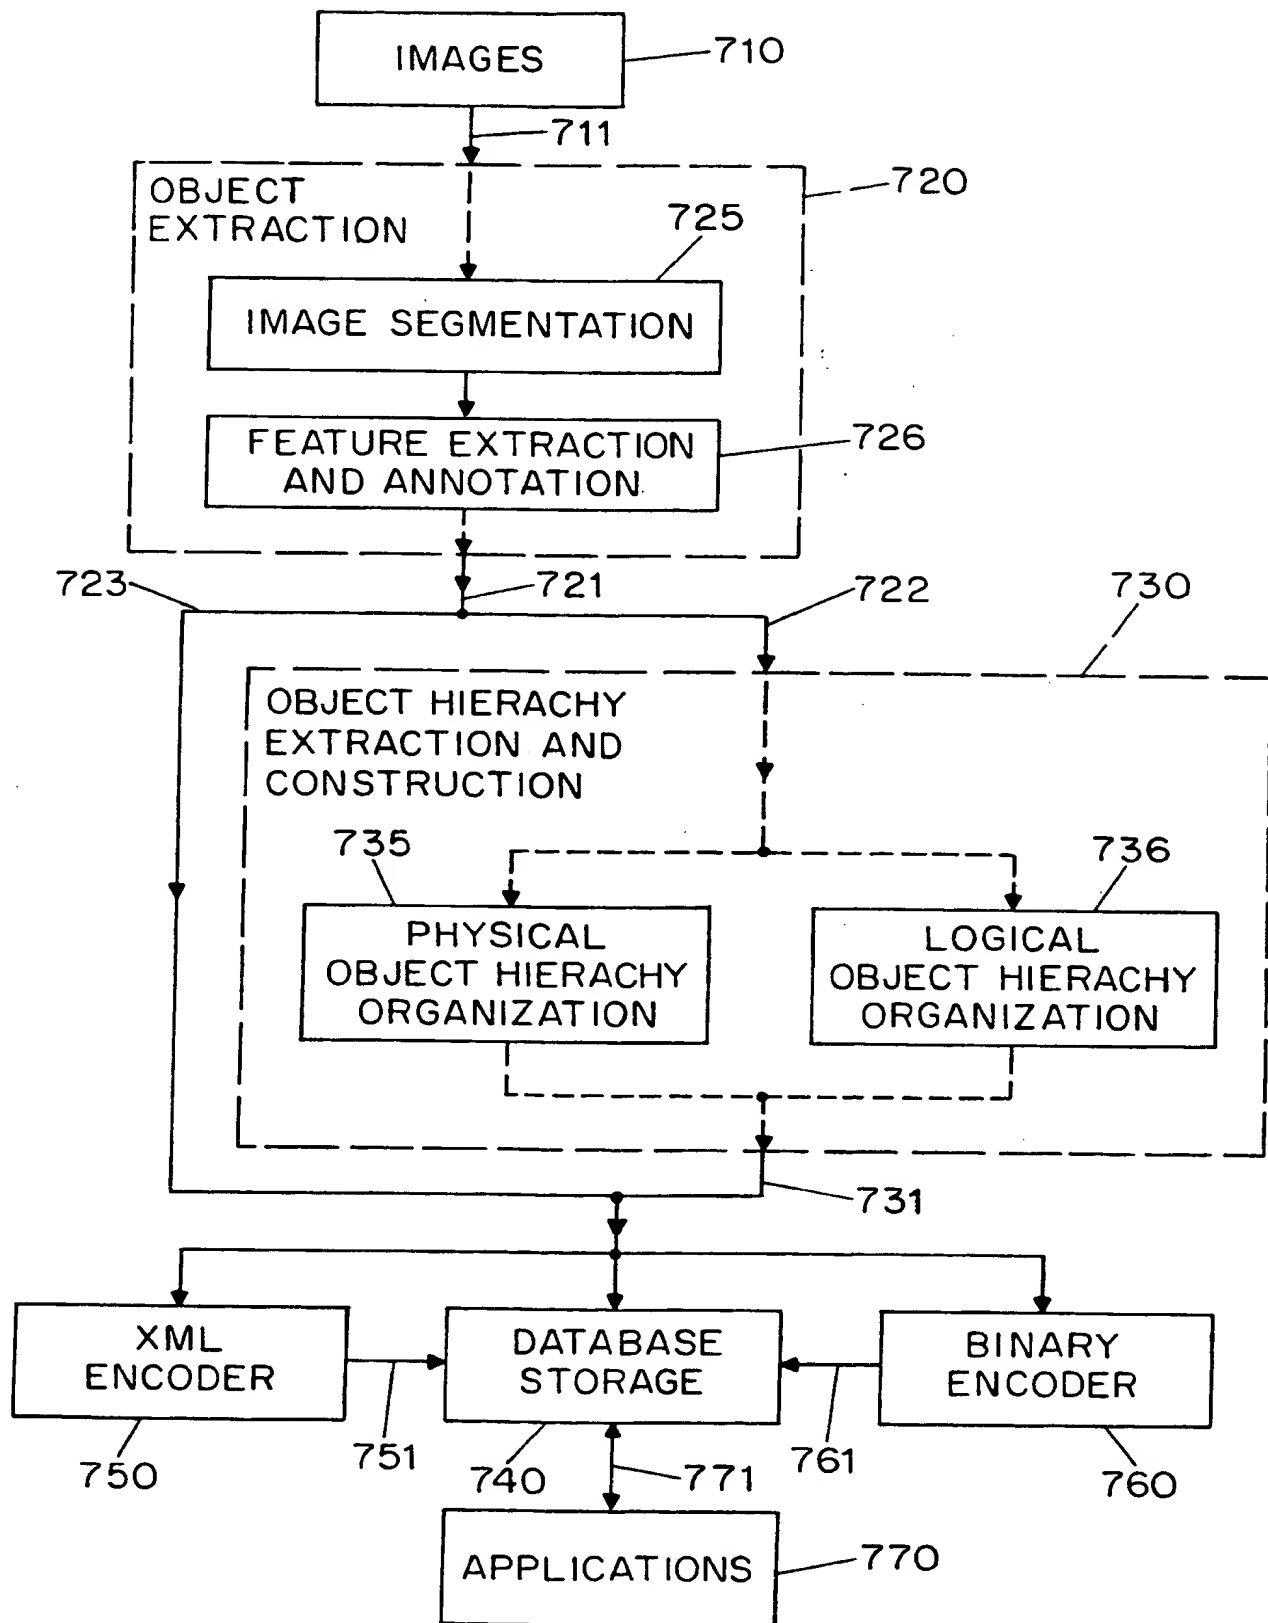 IMAGES
710
711
OBJECT
EXTRACTION
720
725
IMAGE SEGMENTATION
FEATURE EXTRACTION
AND ANNOTATION
726
723
721
722
730
OBJECT HIERACHY
EXTRACTION AND
CONSTRUCTION
735
736
PHYSICAL
OBJECT HIERACHY
ORGANIZATION
LOGICAL
OBJECT HIERACHY
ORGANIZATION
731
XML
ENCODER
DATABASE
STORAGE
BINARY
ENCODER
750
751
740
771
761
760
APPLICATIONS
770